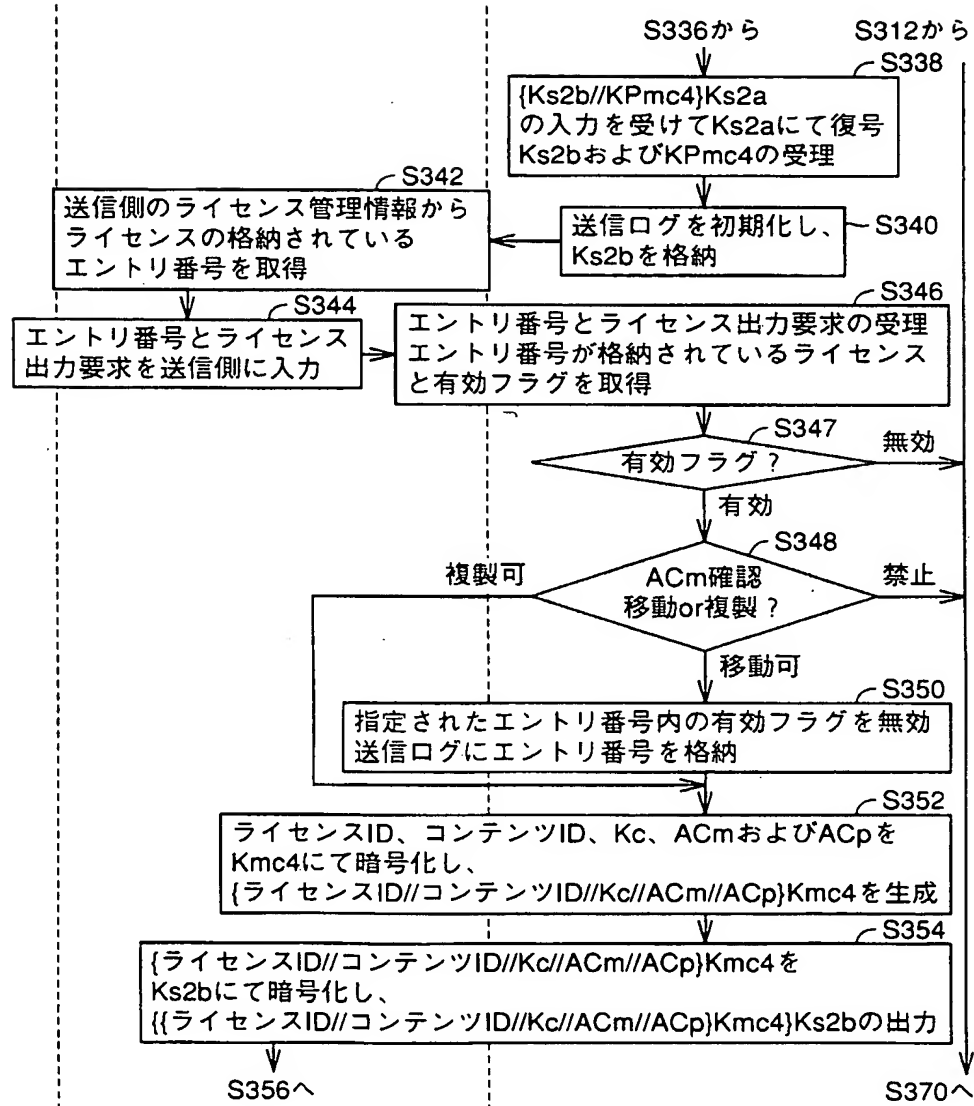 S336から
S312から
S338
{Ks2b//KPmc4}Ks2a
の入力を受けてKs2aにて復号
Ks2bおよびKPmc4の受理
S342
送信側のライセンス管理情報から
ライセンスの格納されている
エントリ番号を取得
送信ログを初期化し、
Ks2bを格納
S340
S344
エントリ番号とライセンス
出力要求を送信側に入力
S346
エントリ番号とライセンス出力要求の受理
エントリ番号が格納されているライセンス
と有効フラグを取得
S347
有効フラグ?
無効
有効
S348
複製可
ACm確認
移動or複製?
禁止
移動可
S350
指定されたエントリ番号内の有効フラグを無効
送信ログにエントリ番号を格納
S352
ライセンスID、コンテンツID、Kc、ACmおよびACpを
Kmc4にて暗号化し、
{ライセンスID//コンテンツID//Kc//ACm//ACp}Kmc4を生成
S354
{ライセンスID//コンテンツID//Kc//ACm//ACp}Kmc4を
Ks2bにて暗号化し、
{{ライセンスID//コンテンツID//Kc//ACm//ACp}Kmc4}Ks2bの出力
S356へ
S370へ